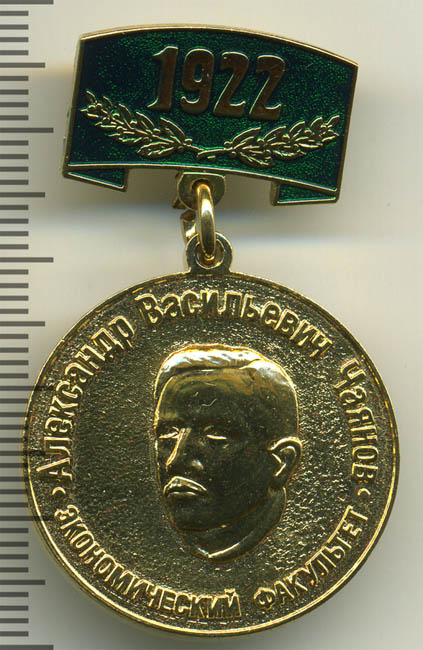 1922
Александр Васильевич Чаянов
ЭКОНОМИЧЕСКИЙ ФАКУЛЬТЕТ